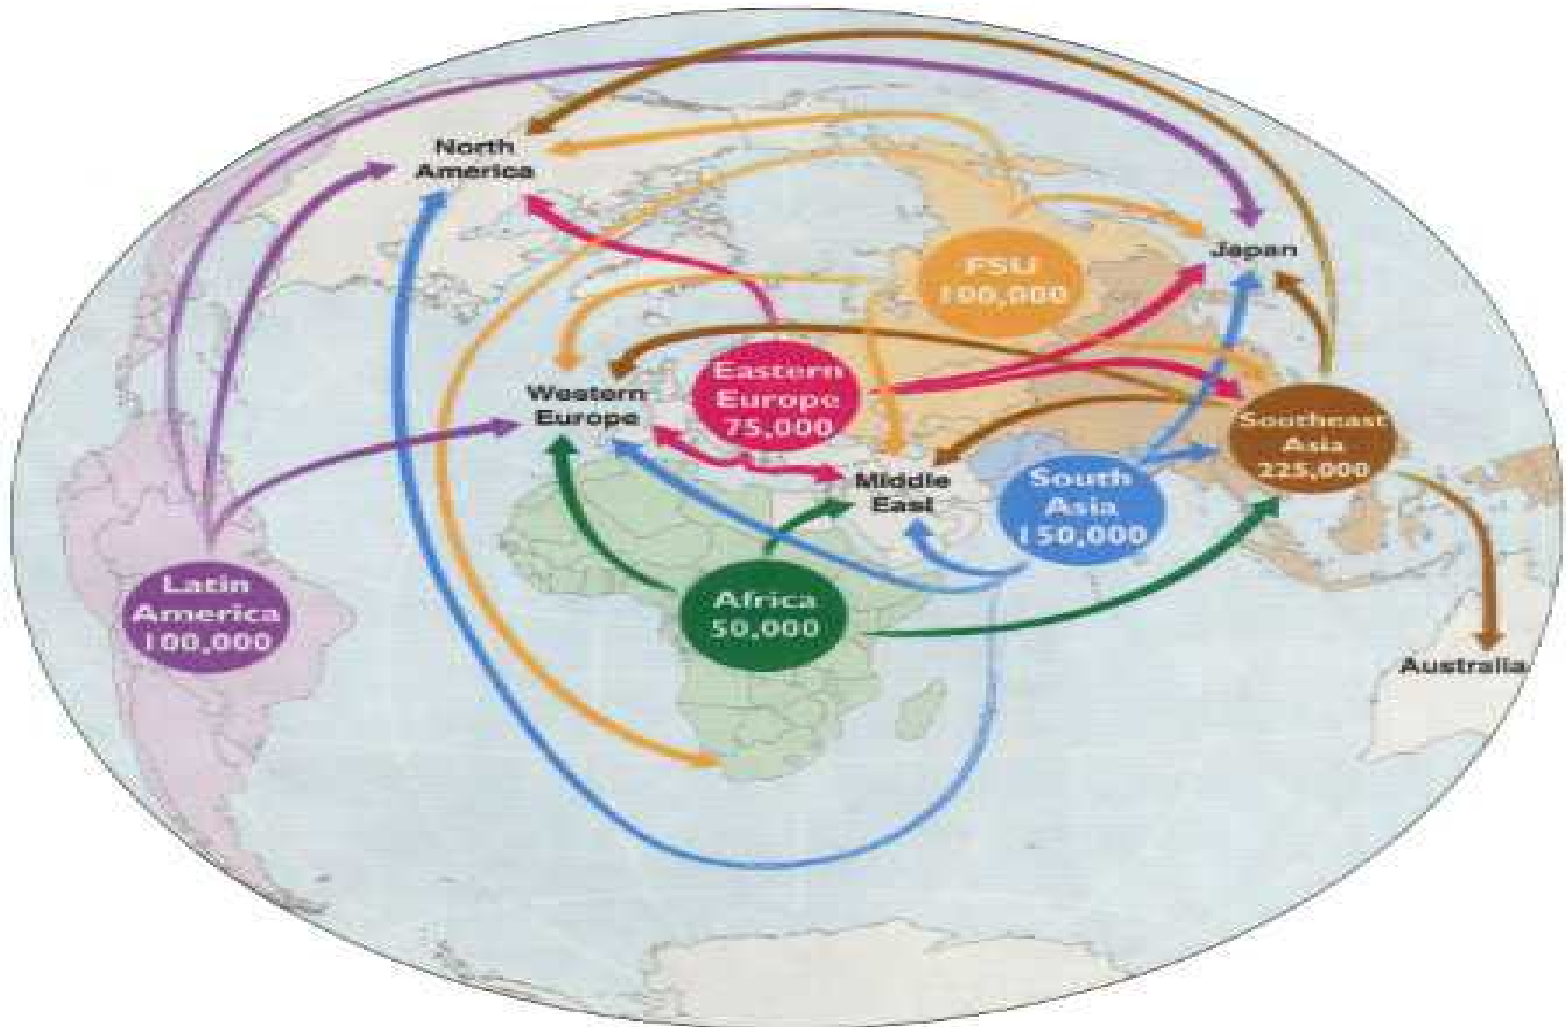 North
America
Japan
FSU
100,000
Eastern
Europe
75,000
Western
Europe
Southeast
Asia
225,000
Middle
East
South
Asia
150,000
Latin
America
100,000
Africa
50,000
Australia